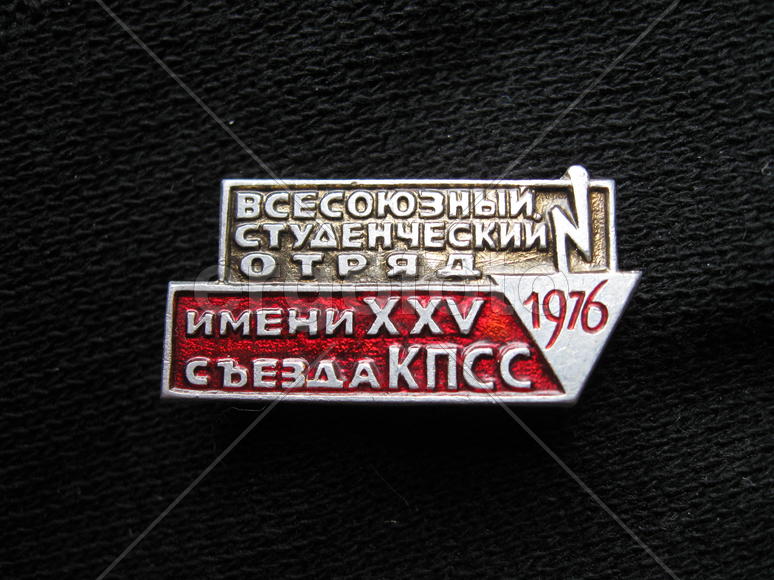 ВСЕСОЮЗНЫЙ
СТУДЕНЧЕСКИЙ
ОТРЯД
ИМЕНИ XXV
СЪЕЗДА КПСС
1976